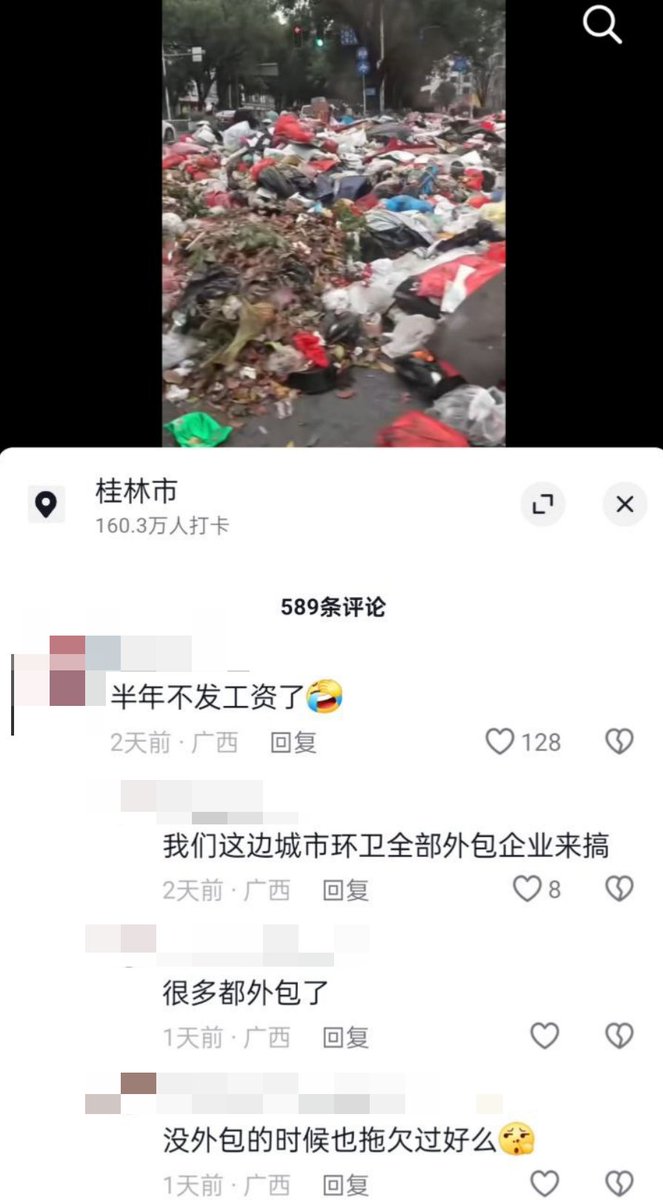 桂林市
160.3万人打卡
589条评论
半年不发工资了🤣
2天前 · 广西 回复 128
我们这边城市环卫全部外包企业来搞
2天前 · 广西 回复 8
很多都外包了
1天前 · 广西 回复
没外包的时候也拖欠过好么🫢
1天前 · 广西 回复